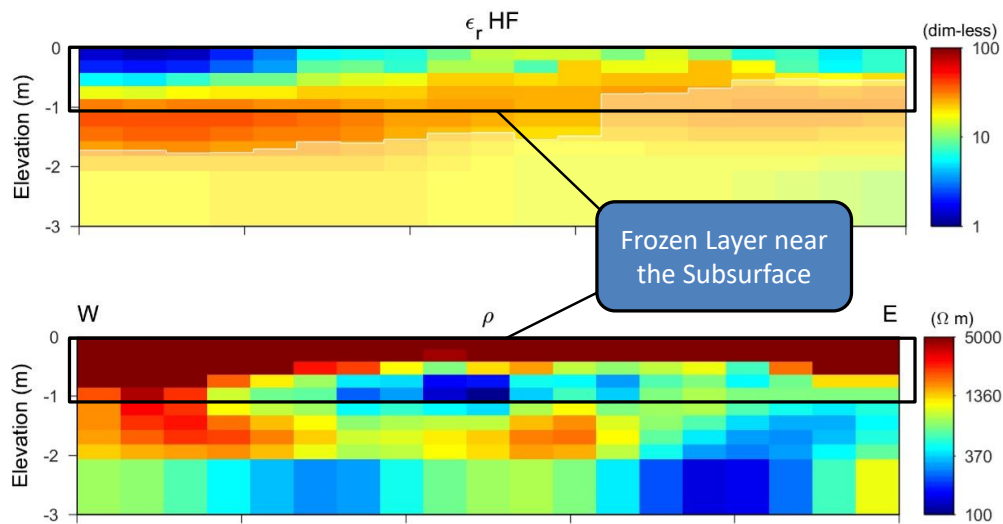 ϵr HF
(dim-less)
Elevation (m)
0
-1
-2
-3
100
10
1
Frozen Layer near
the Subsurface
W
ρ
E
(Ω m)
Elevation (m)
0
-1
-2
-3
5000
1360
370
100